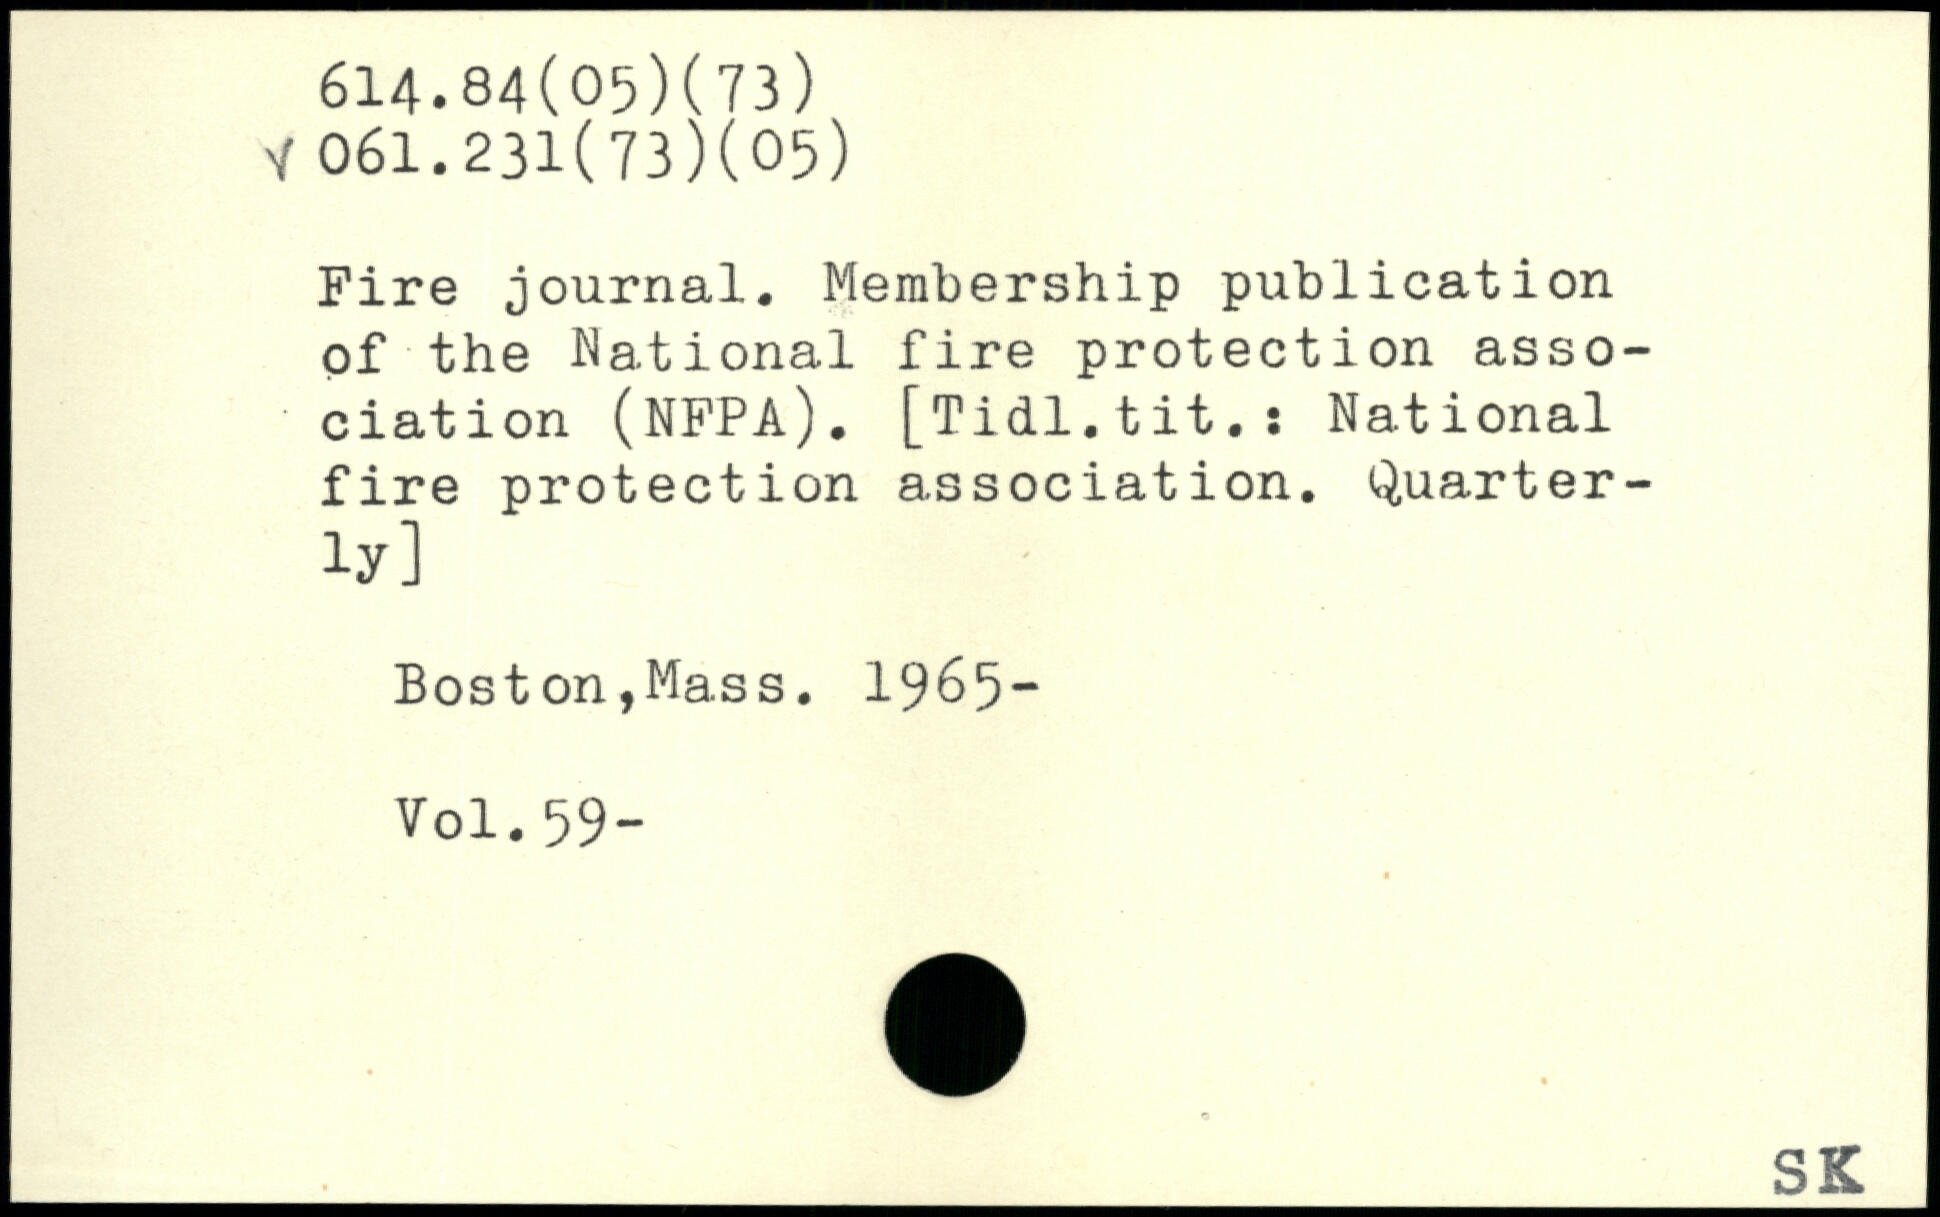 614.84(05)(73)
√ 061.231(73)(05)
Fire journal. Membership publication
of the National fire protection asso-
ciation (NFPA). [Tidl.tit.: National
fire protection association. Quarter-
ly]
Boston,Mass. 1965-
Vol.59-
SK